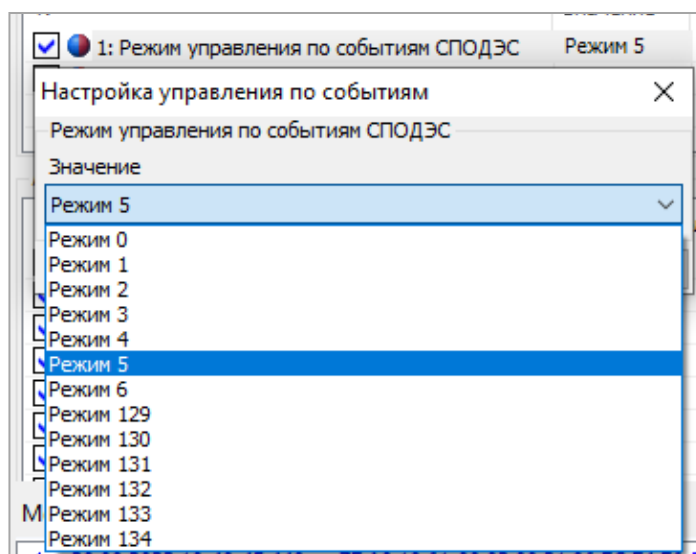 1: Режим управления по событиям СПОДЭС Режим 5
Настройка управления по событиям
Режим управления по событиям СПОДЭС
Значение
Режим 5
Режим 0
Режим 1
Режим 2
Режим 3
Режим 4
Режим 5
Режим 6
Режим 129
Режим 130
Режим 131
Режим 132
Режим 133
Режим 134